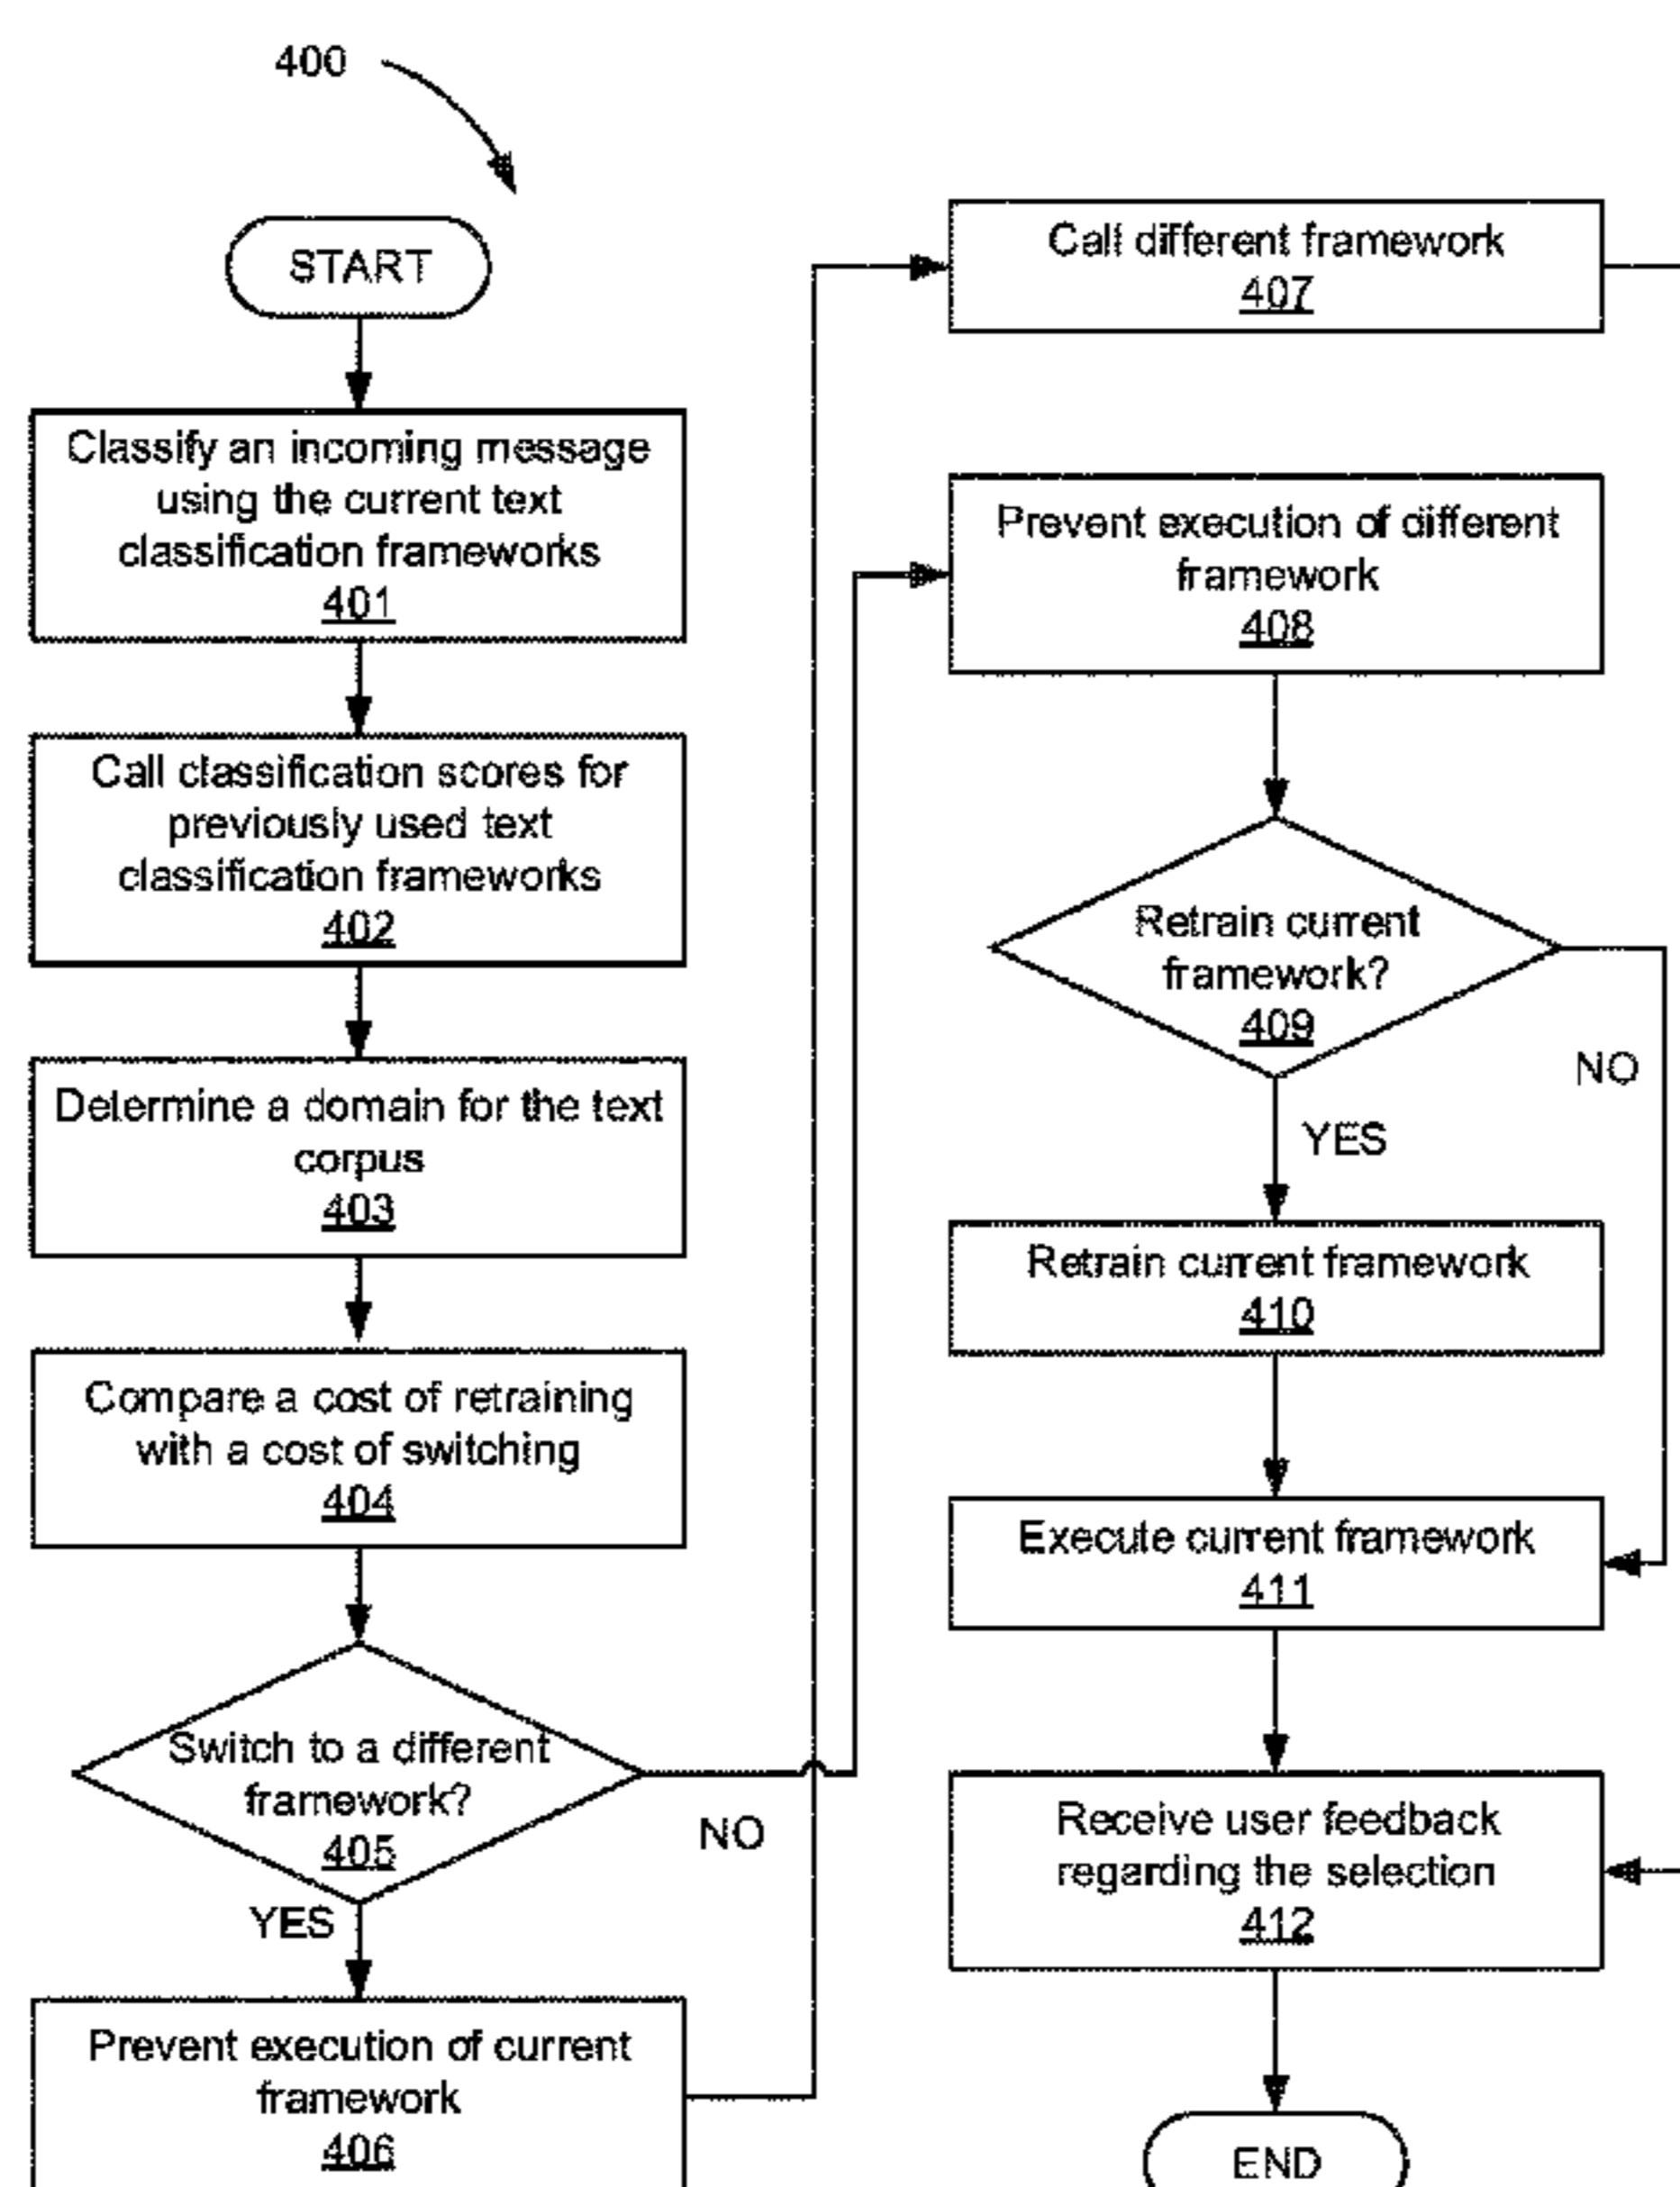 400
START
Classify an incoming message
using the current text
classification frameworks
401
Call classification scores for
previously used text
classification frameworks
402
Determine a domain for the text
corpus
403
Compare a cost of retraining
with a cost of switching
404
Switch to a different
framework?
405
NO
YES
Prevent execution of current
framework
406
Call different framework
407
Prevent execution of different
framework
408
Retrain current
framework?
409
NO
YES
Retrain current framework
410
Execute current framework
411
Receive user feedback
regarding the selection
412
END